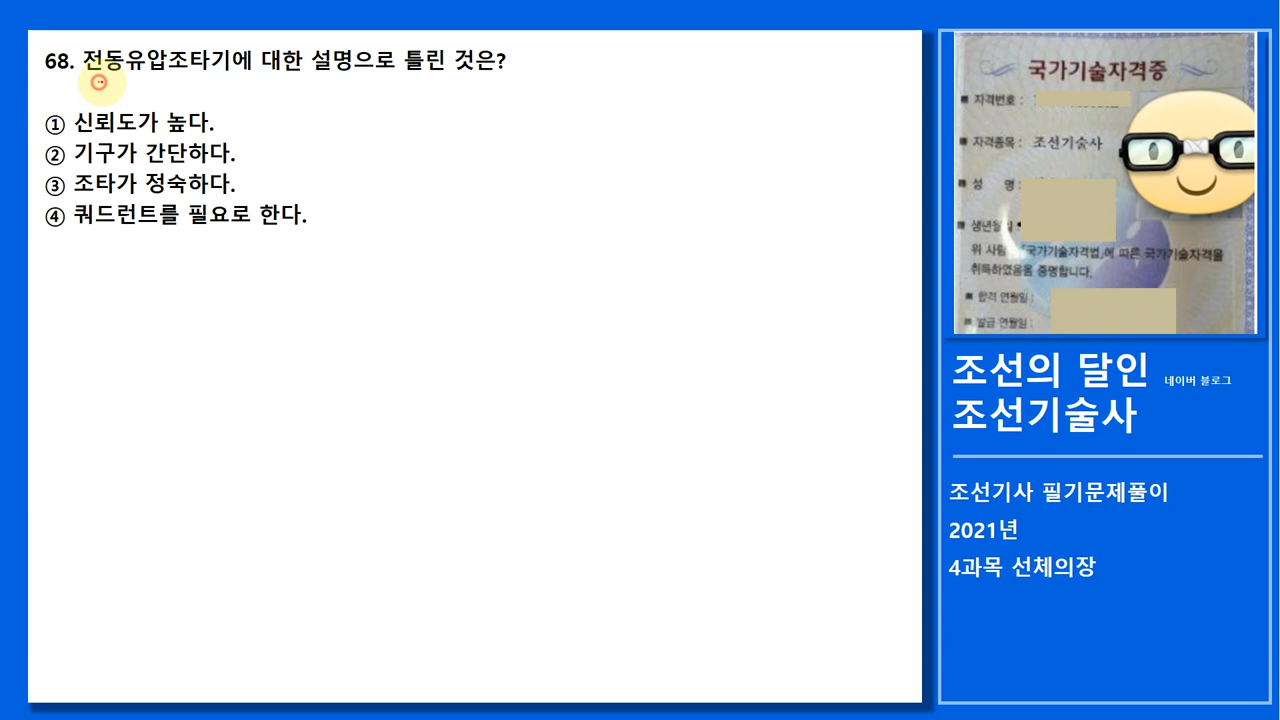 68. 전동유압조타기에 대한 설명으로 틀린 것은?
① 신뢰도가 높다.
② 기구가 간단하다.
③ 조타가 정숙하다.
④ 쿼드런트를 필요로 한다.
국가기술자격증
■ 자격번호 :
■ 자격종목 : 조선기술사
■ 성 명 :
■ 생년월일 :
위 사람은 「국가기술자격법」에 따른 국가기술자격을
취득하였음을 증명합니다.
■ 합격 연월일 :
■ 발급 연월일 :
조선의 달인 네이버 블로그
조선기술사
조선기사 필기문제풀이
2021년
4과목 선체의장